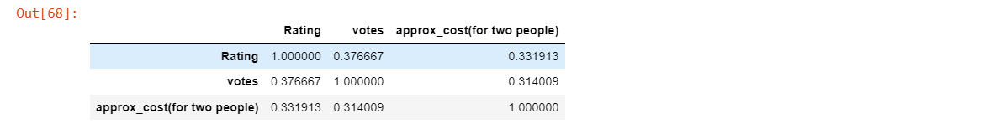 Out[68]:
Rating votes approx_cost(for two people)
Rating 1.000000 0.376667 0.331913
votes 0.376667 1.000000 0.314009
approx_cost(for two people) 0.331913 0.314009 1.000000